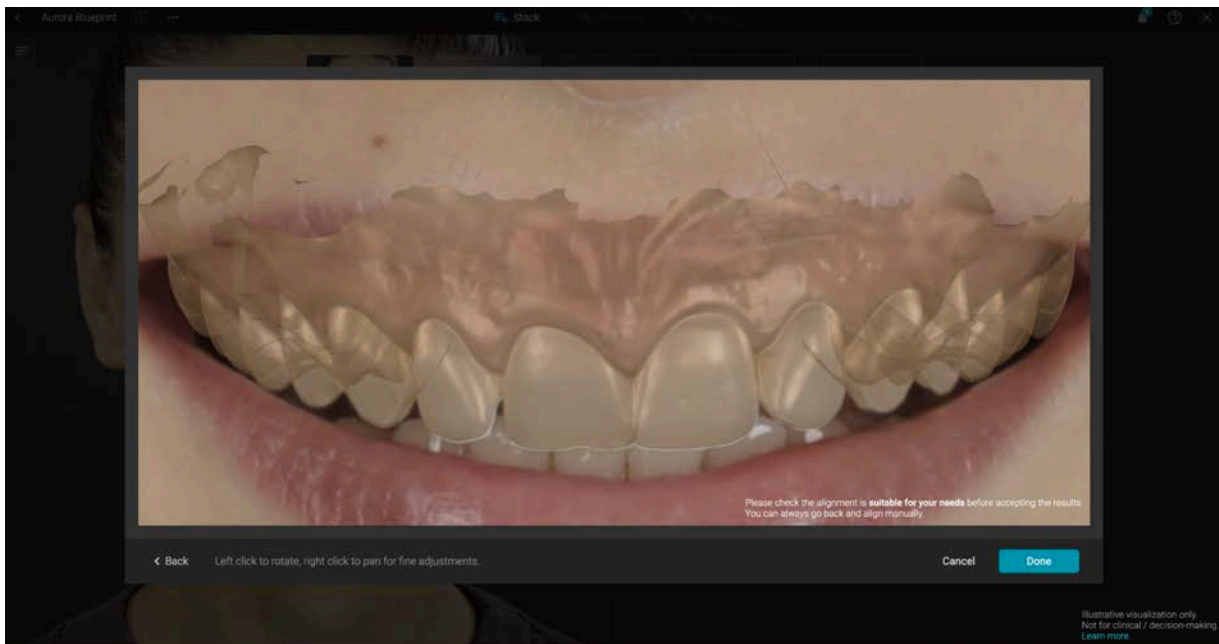 Aurora Blueprint
Stack
Please check the alignment is suitable for your needs before accepting the results
You can always go back and align manually.
Back
Left click to rotate, right click to pan for fine adjustments.
Cancel
Done
Illustrative visualization only.
Not for clinical / decision-making.
Learn more.